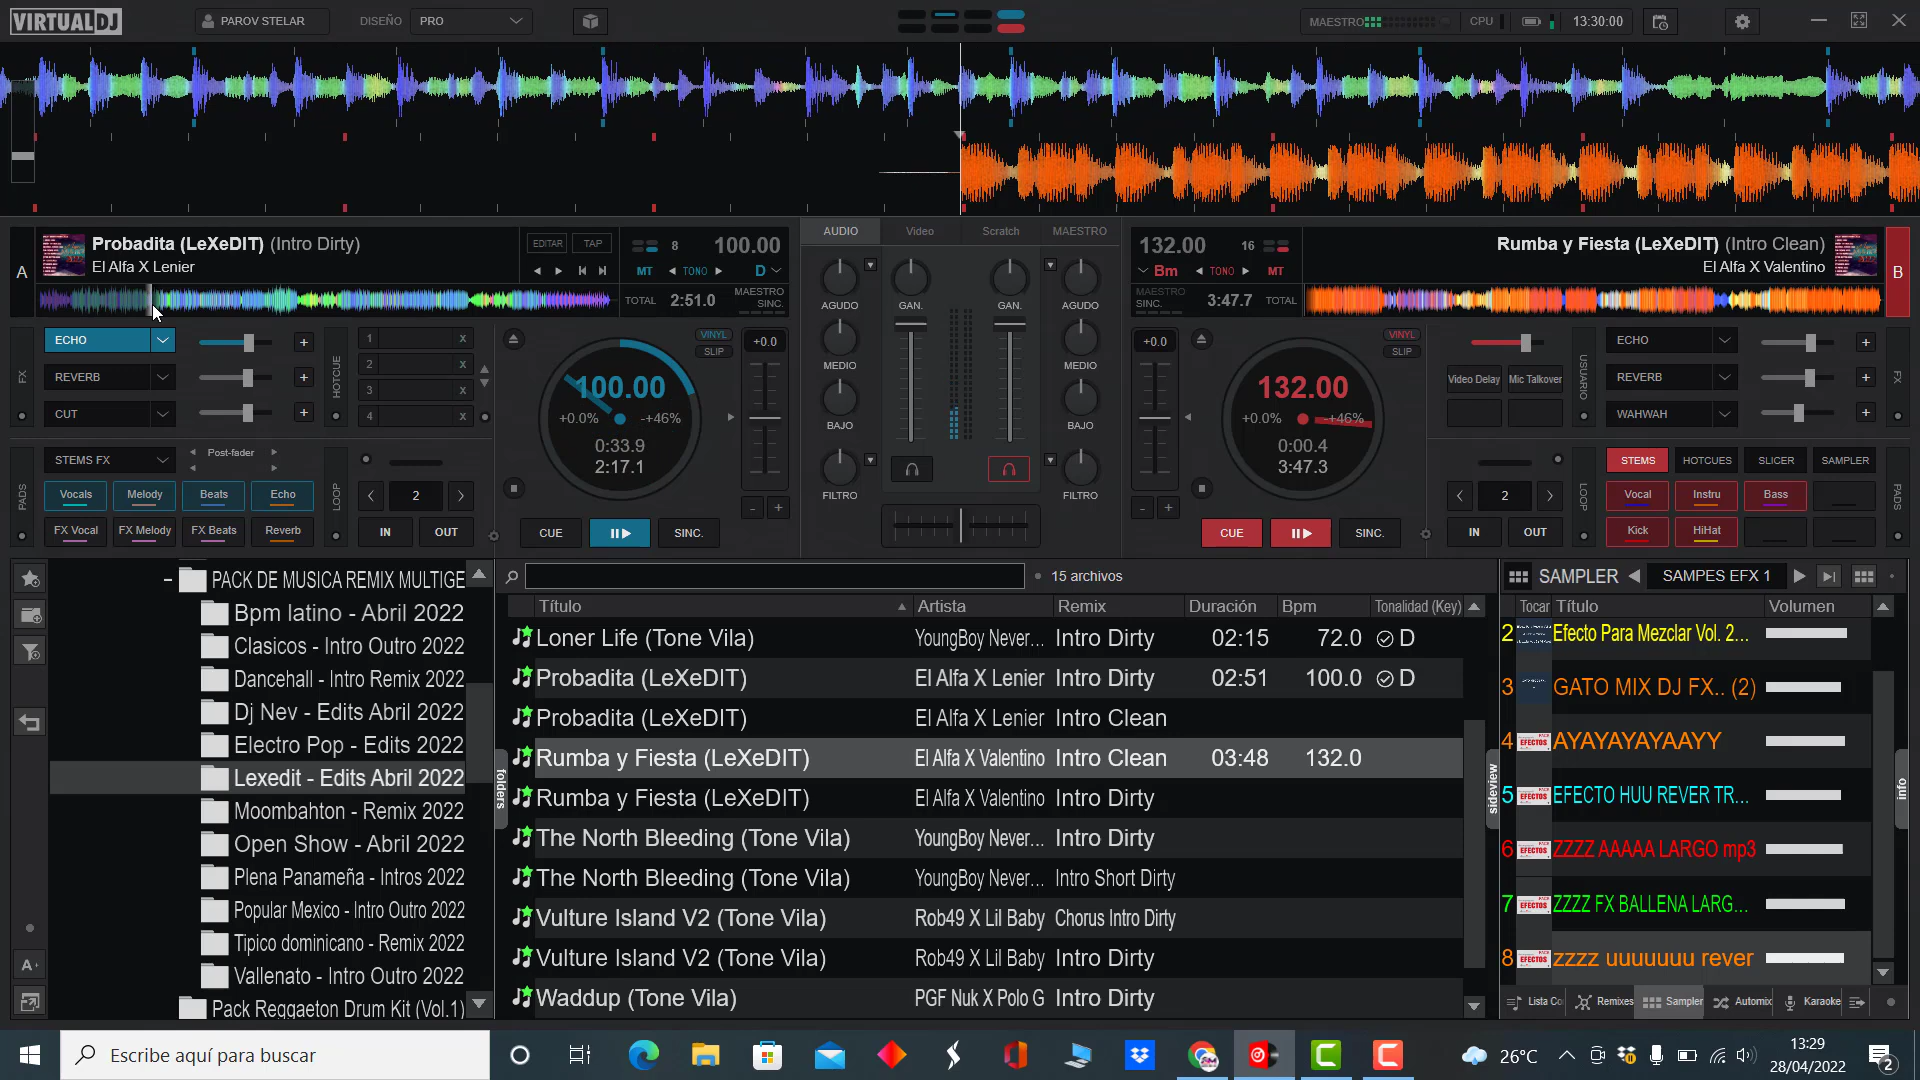 VIRTUALDJ
PAROV STELAR
DISEÑO
PRO
MAESTRO
CPU
13:30:00
A
Probadita (LeXeDIT) (Intro Dirty)
El Alfa X Lenier
EDITAR
TAP
8
100.00
MT
TONO
D
TOTAL
2:51.0
MAESTRO
SINC.
AUDIO
Video
Scratch
MAESTRO
132.00
16
Bm
TONO
MT
MAESTRO
SINC.
3:47.7
TOTAL
Rumba y Fiesta (LeXeDIT) (Intro Clean)
El Alfa X Valentino
B
FX
ECHO
REVERB
CUT
HOTCUE
1 x
2 x
3 x
4 x
VINYL
SLIP
+0.0
100.00
+0.0%
-+46%
0:33.9
2:17.1
AGUDO
GAN.
GAN.
AGUDO
MEDIO
MEDIO
BAJO
BAJO
FILTRO
FILTRO
+0.0
VINYL
SLIP
132.00
+0.0%
-+46%
0:00.4
3:47.3
Video Delay
Mic Talkover
USUARIO
ECHO
REVERB
WAHWAH
FX
PADS
STEMS FX
Post-fader
Vocals
Melody
Beats
Echo
FX Vocal
FX Melody
FX Beats
Reverb
LOOP
2
IN
OUT
CUE
SINC.
CUE
SINC.
2
IN
OUT
LOOP
STEMS
HOTCUES
SLICER
SAMPLER
Vocal
Instru
Bass
Kick
HiHat
PADS
PACK DE MUSICA REMIX MULTIGE
Bpm latino - Abril 2022
Clasicos - Intro Outro 2022
Dancehall - Intro Remix 2022
Dj Nev - Edits Abril 2022
Electro Pop - Edits 2022
Lexedit - Edits Abril 2022
Moombahton - Remix 2022
Open Show - Abril 2022
Plena Panameña - Intros 2022
Popular Mexico - Intro Outro 2022
Tipico dominicano - Remix 2022
Vallenato - Intro Outro 2022
Pack Reggaeton Drum Kit (Vol.1)
folders
15 archivos
Título Artista Remix Duración Bpm Tonalidad (Key)
Loner Life (Tone Vila) YoungBoy Never... Intro Dirty 02:15 72.0 D
Probadita (LeXeDIT) El Alfa X Lenier Intro Dirty 02:51 100.0 D
Probadita (LeXeDIT) El Alfa X Lenier Intro Clean
Rumba y Fiesta (LeXeDIT) El Alfa X Valentino Intro Clean 03:48 132.0
Rumba y Fiesta (LeXeDIT) El Alfa X Valentino Intro Dirty
The North Bleeding (Tone Vila) YoungBoy Never... Intro Dirty
The North Bleeding (Tone Vila) YoungBoy Never... Intro Short Dirty
Vulture Island V2 (Tone Vila) Rob49 X Lil Baby Chorus Intro Dirty
Vulture Island V2 (Tone Vila) Rob49 X Lil Baby Intro Dirty
Waddup (Tone Vila) PGF Nuk X Polo G Intro Dirty
sideview
SAMPLER
SAMPES EFX 1
Tocar Título Volumen
2 Efecto Para Mezclar Vol. 2...
3 GATO MIX DJ FX.. (2)
4 EFECTOS AYAYAYAYAAYY
5 EFECTOS EFECTO HUU REVER TR...
6 EFECTOS ZZZZ AAAAA LARGO mp3
7 EFECTOS ZZZZ FX BALLENA LARG...
8 EFECTOS zzzz uuuuuuu rever
info
Lista Co
Remixes
Sampler
Automix
Karaoke
A+
Escribe aquí para buscar
26°C
13:29
28/04/2022
2